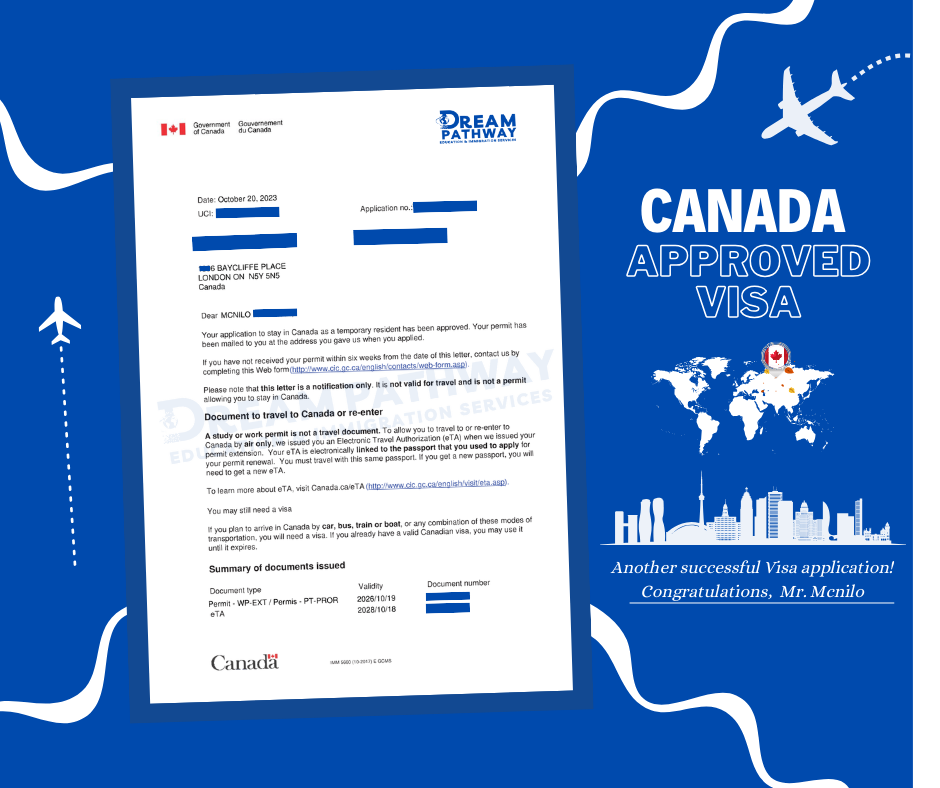 Government of Canada
Gouvernement du Canada
DREAM
PATHWAY
EDUCATION & IMMIGRATION SERVICES
Date: October 20, 2023
UCI:
Application no.:
6 BAYCLIFFE PLACE
LONDON ON N5Y 5N5
Canada
Dear MCNILO
Your application to stay in Canada as a temporary resident has been approved. Your permit has
been mailed to you at the address you gave us when you applied.
If you have not received your permit within six weeks from the date of this letter, contact us by
completing this Web form(http://www.cic.gc.ca/english/contacts/web-form.asp).
Please note that this letter is a notification only. It is not valid for travel and is not a permit
allowing you to stay in Canada.
DREAM PATHWAY
EDUCATION & IMMIGRATION SERVICES
Document to travel to Canada or re-enter
A study or work permit is not a travel document. To allow you to travel to or re-enter to
Canada by air only, we issued you an Electronic Travel Authorization (eTA) when we issued your
permit extension. Your eTA is electronically linked to the passport that you used to apply for
your permit renewal. You must travel with this same passport. If you get a new passport, you will
need to get a new eTA.
To learn more about eTA, visit Canada.ca/eTA (http://www.cic.gc.ca/english/visit/eta.asp).
You may still need a visa
If you plan to arrive in Canada by car, bus, train or boat, or any combination of these modes of
transportation, you will need a visa. If you already have a valid Canadian visa, you may use it
until it expires.
Summary of documents issued
Document type Validity Document number
Permit - WP-EXT / Permis - PT-PROR 2026/10/19
eTA 2028/10/18
Canada
IMM 5660 (10-2017) E GCMS
CANADA
APPROVED
VISA
Another successful Visa application!
Congratulations, Mr. Mcnilo